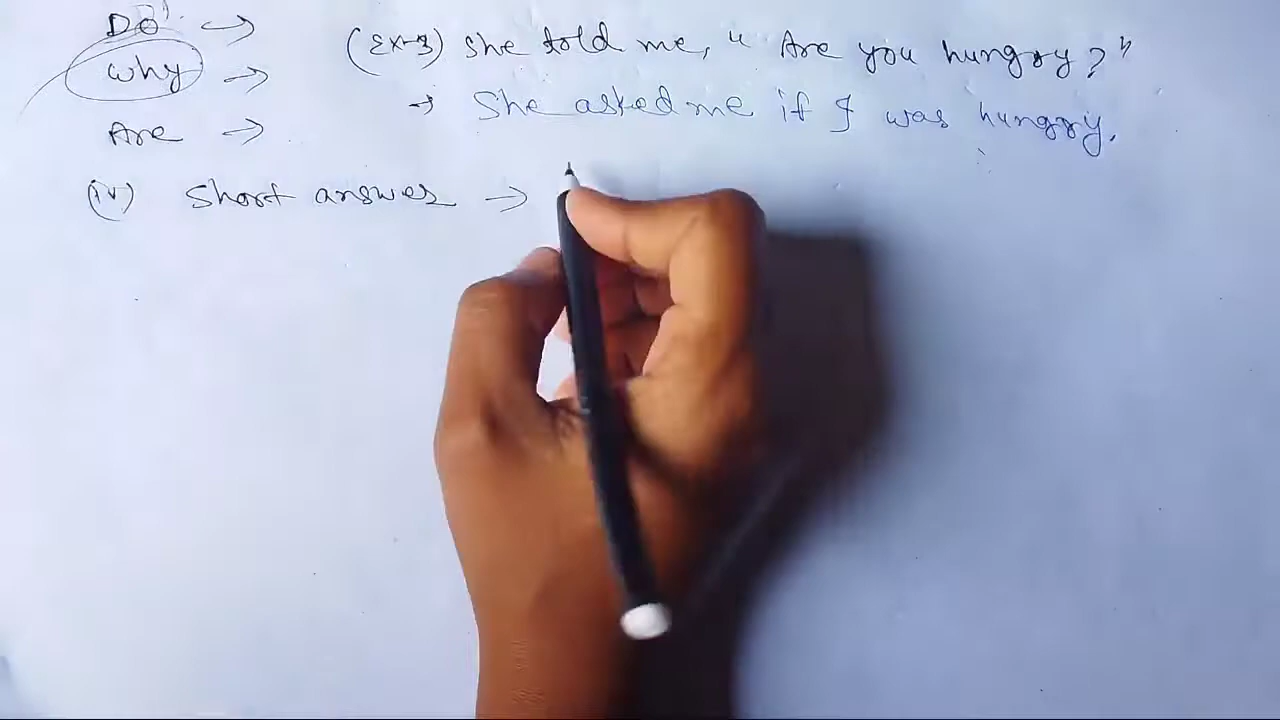 Do →
(Ex-3) She told me, " Are you hungry?"
Why →
→ She asked me if I was hungry.
Are →
(iv) Short answer →